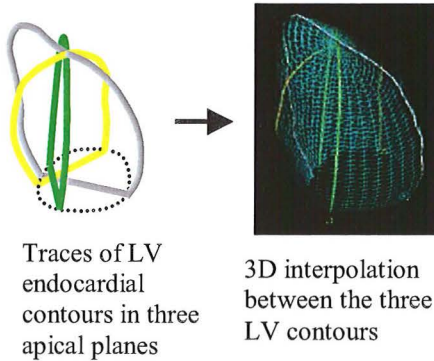 Traces of LV
endocardial
contours in three
apical planes
3D interpolation
between the three
LV contours